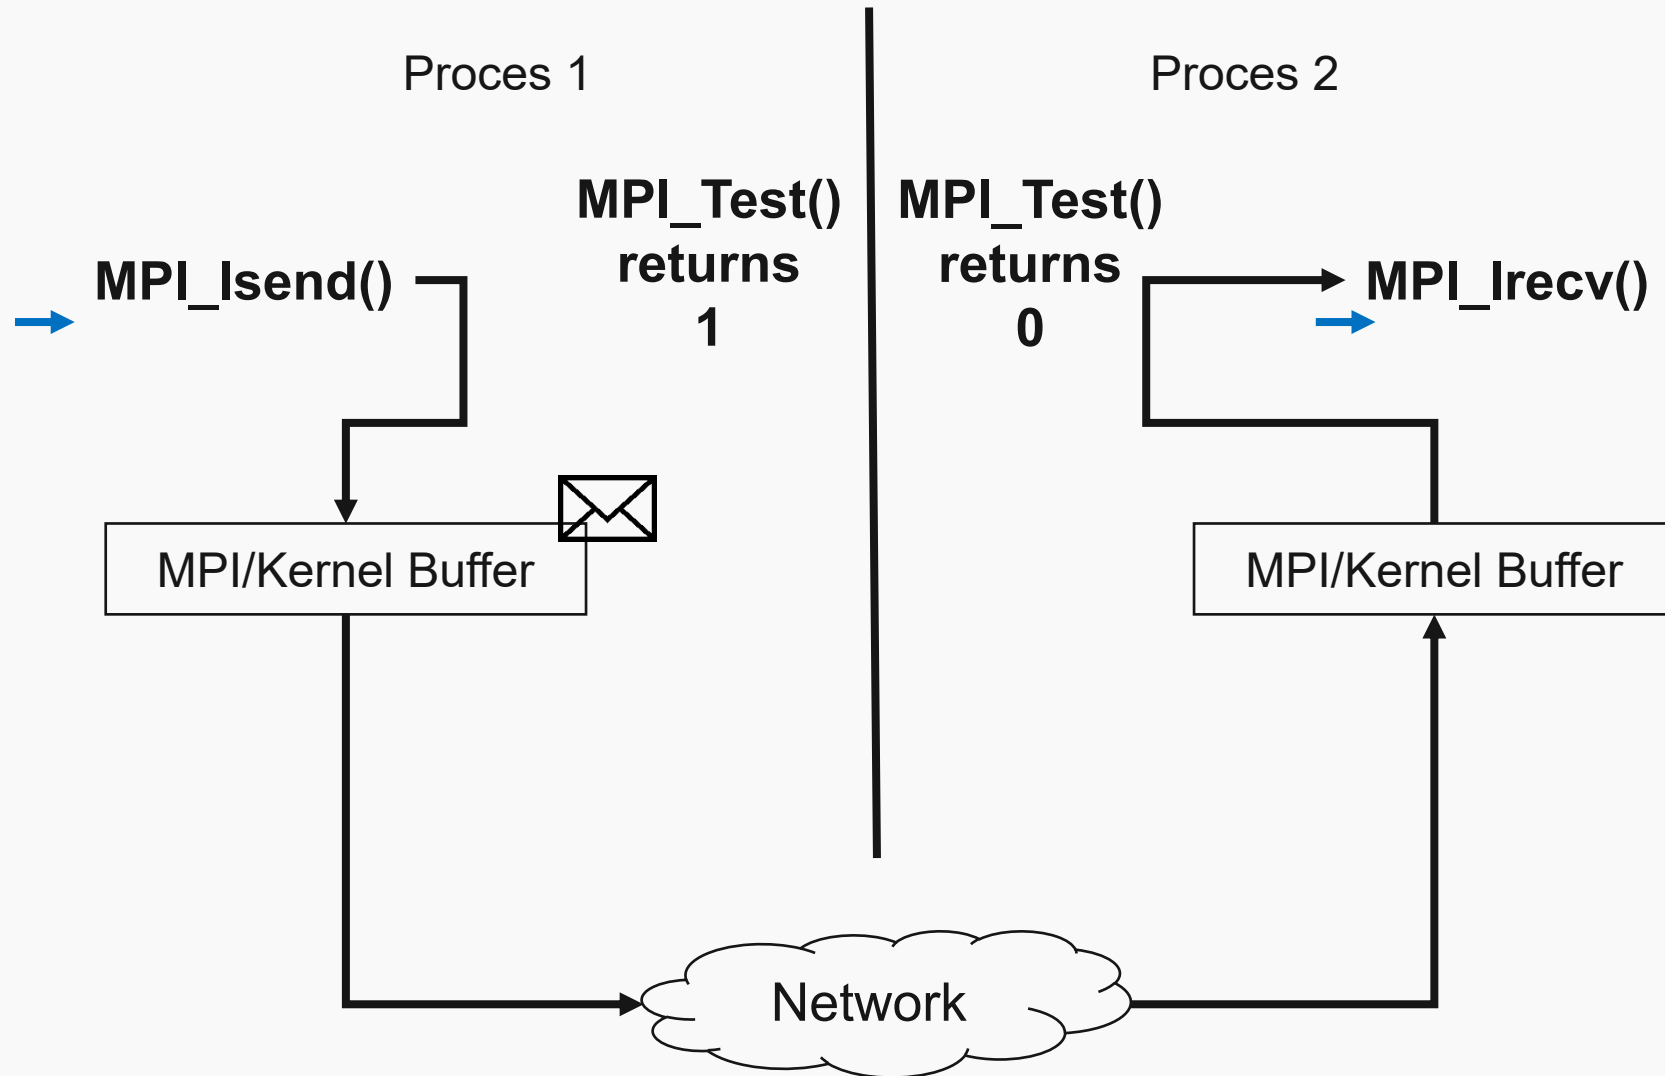 Proces 1
Proces 2
MPI_Test()
returns
1
MPI_Test()
returns
0
MPI_Isend()
MPI_Irecv()
MPI/Kernel Buffer
MPI/Kernel Buffer
Network